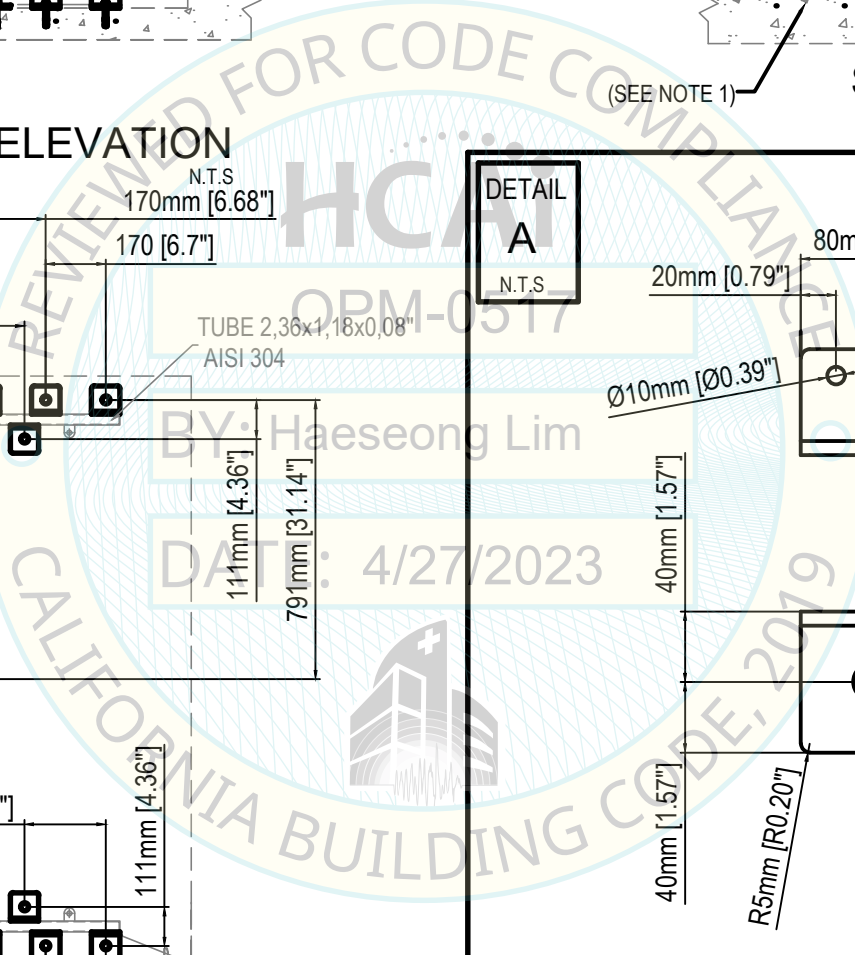 (SEE NOTE 1)
ELEVATION
N.T.S
170mm [6.68"]
170 [6.7"]
TUBE 2,36x1,18x0,08"
AISI 304
111mm [4.36"]
791mm [31.14"]
111mm [4.36"]
"]
DETAIL
A
N.T.S
80m
20mm [0.79"]
Ø10mm [Ø0.39"]
40mm [1.57"]
40mm [1.57"]
R5mm [R0.20"]
REVIEWED FOR CODE COMPLIANCE
HCAi
OPM-0517
BY: Haeseong Lim
DATE: 4/27/2023
CALIFORNIA BUILDING CODE, 2019